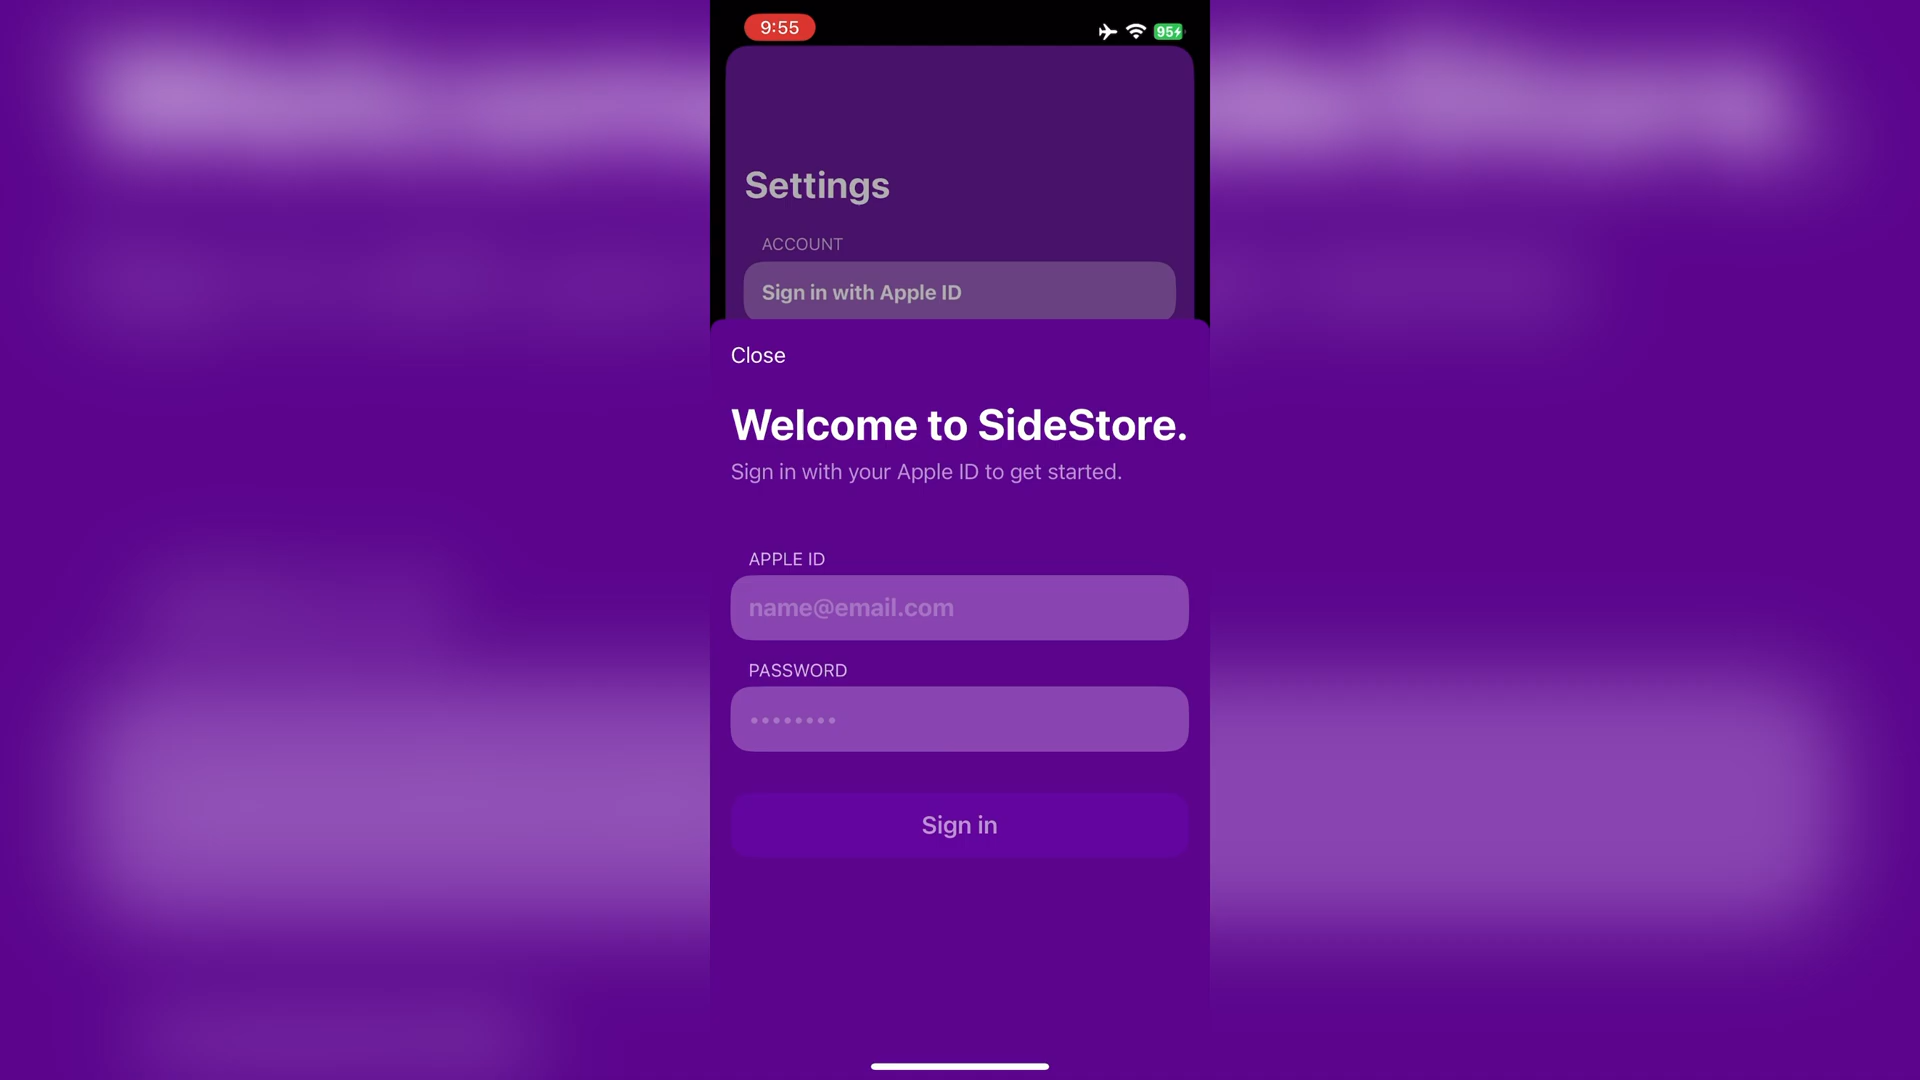 9:55
95
Settings
ACCOUNT
Sign in with Apple ID
Close
Welcome to SideStore.
Sign in with your Apple ID to get started.
APPLE ID
name@email.com
PASSWORD
••••••••
Sign in